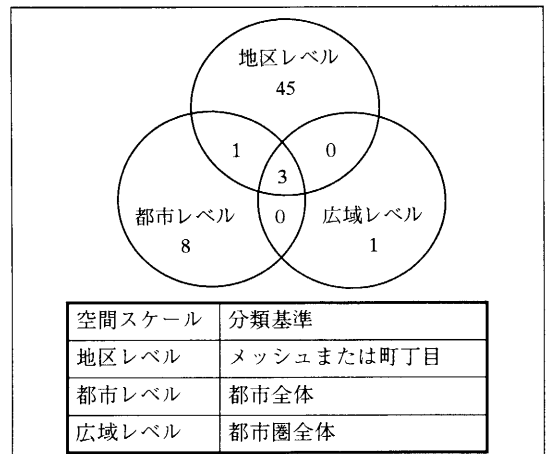 地区レベル
45
1
0
3
都市レベル
0
広域レベル
8
1
空間スケール 分類基準
地区レベル メッシュまたは町丁目
都市レベル 都市全体
広域レベル 都市圏全体